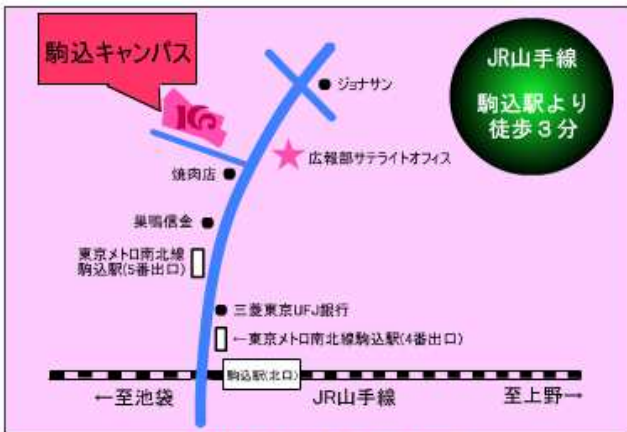 駒込キャンパス
JR山手線
駒込駅より
徒歩3分
ジョナサン
広報部サテライトオフィス
焼肉店
巣鴨信金
東京メトロ南北線
駒込駅(5番出口)
三菱東京UFJ銀行
←東京メトロ南北線駒込駅(4番出口)
駒込駅(北口)
←至池袋
JR山手線
至上野→